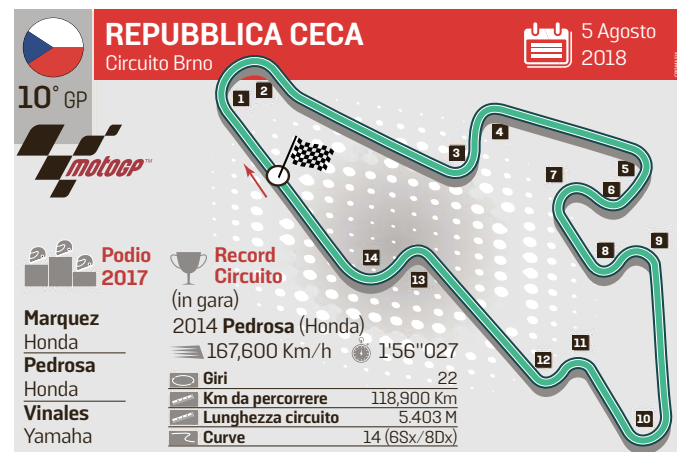 REPUBBLICA CECA
Circuito Brno
5 Agosto
2018
10° GP
motoGP™
1
2
3
4
5
6
7
8
9
10
11
12
13
14
Podio
2017
Marquez
Honda
Pedrosa
Honda
Vinales
Yamaha
Record
Circuito
(in gara)
2014 Pedrosa (Honda)
167,600 Km/h 1'56"027
Giri 22
Km da percorrere 118,900 Km
Lunghezza circuito 5.403 M
Curve 14 (6Sx/8Dx)